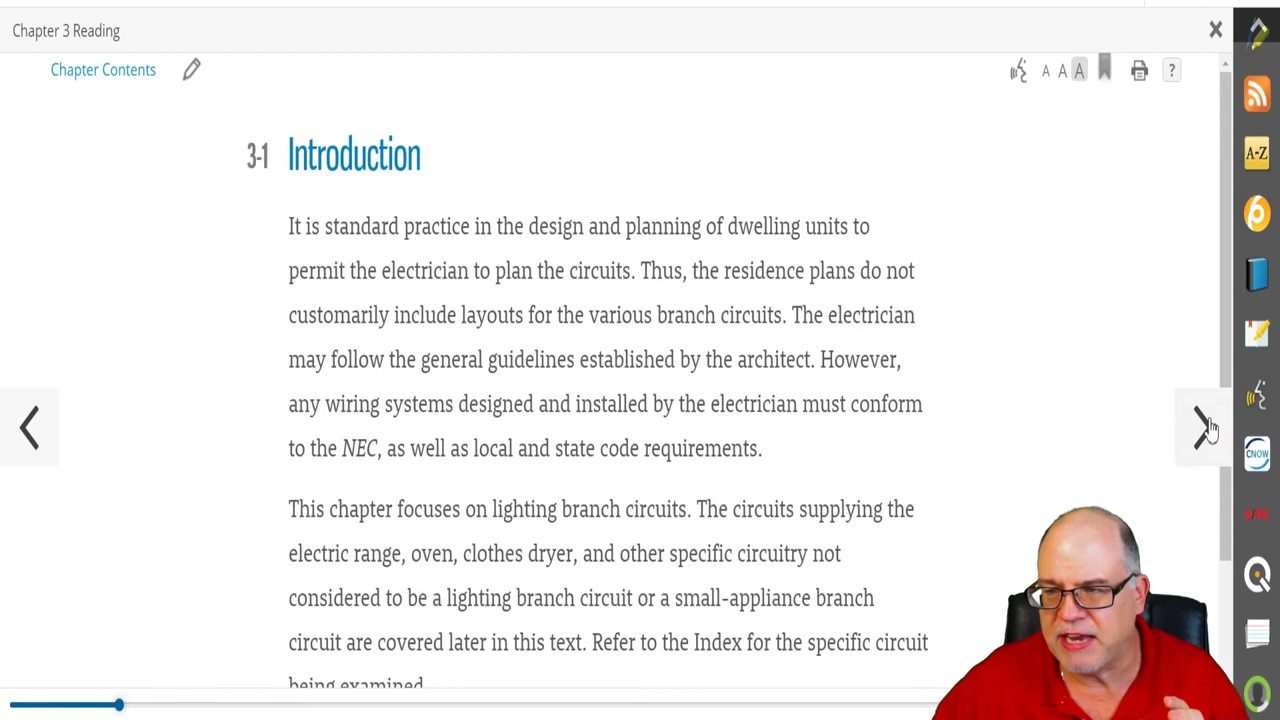 Chapter 3 Reading
Chapter Contents
A A A
?
3-1 Introduction
It is standard practice in the design and planning of dwelling units to
permit the electrician to plan the circuits. Thus, the residence plans do not
customarily include layouts for the various branch circuits. The electrician
may follow the general guidelines established by the architect. However,
any wiring systems designed and installed by the electrician must conform
to the NEC, as well as local and state code requirements.
This chapter focuses on lighting branch circuits. The circuits supplying the
electric range, oven, clothes dryer, and other specific circuitry not
considered to be a lighting branch circuit or a small-appliance branch
circuit are covered later in this text. Refer to the Index for the specific circuit
being examined.
A-Z
CNOW